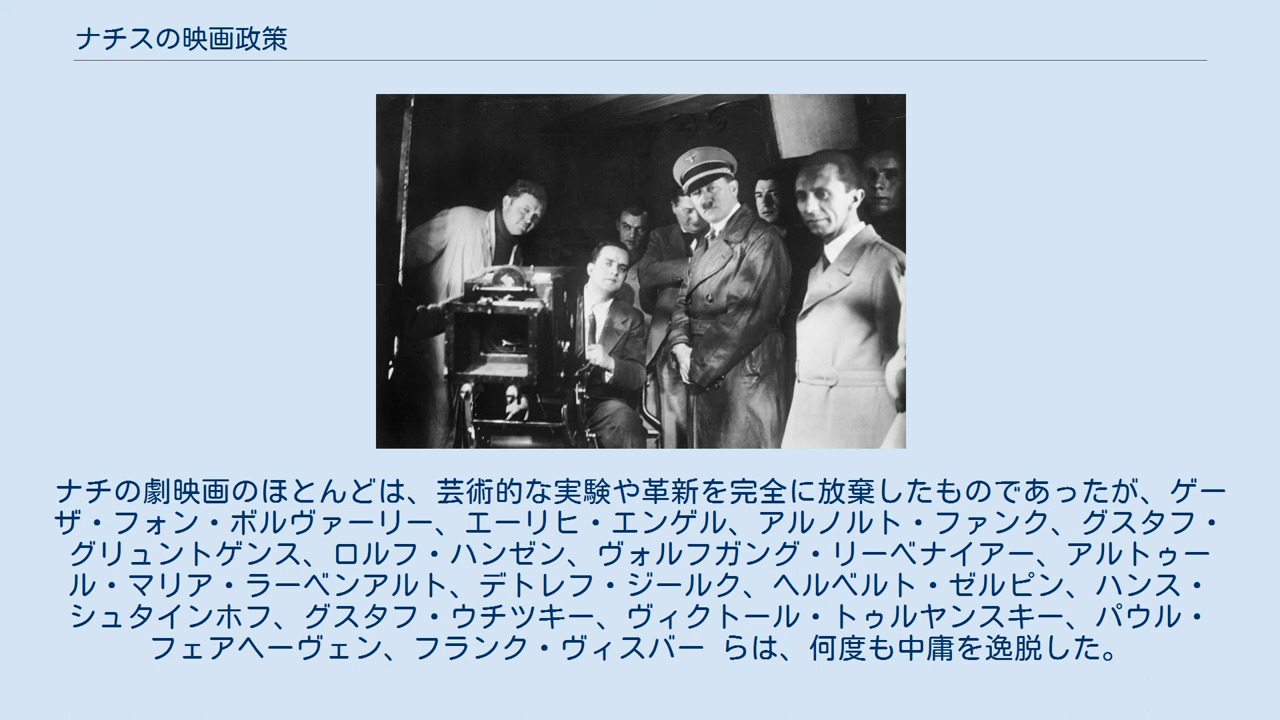 ナチスの映画政策
ナチの劇映画のほとんどは、芸術的な実験や革新を完全に放棄したものであったが、ゲー
ザ・フォン・ボルヴァーリー、エーリヒ・エンゲル、アルノルト・ファンク、グスタフ・
グリュントゲンス、ロルフ・ハンゼン、ヴォルフガング・リーベナイアー、アルトゥー
ル・マリア・ラーベンアルト、デトレフ・ジールク、ヘルベルト・ゼルピン、ハンス・
シュタインホフ、グスタフ・ウチツキー、ヴィクトール・トゥルヤンスキー、パウル・
フェアヘーヴェン、フランク・ヴィスバー らは、何度も中庸を逸脱した。